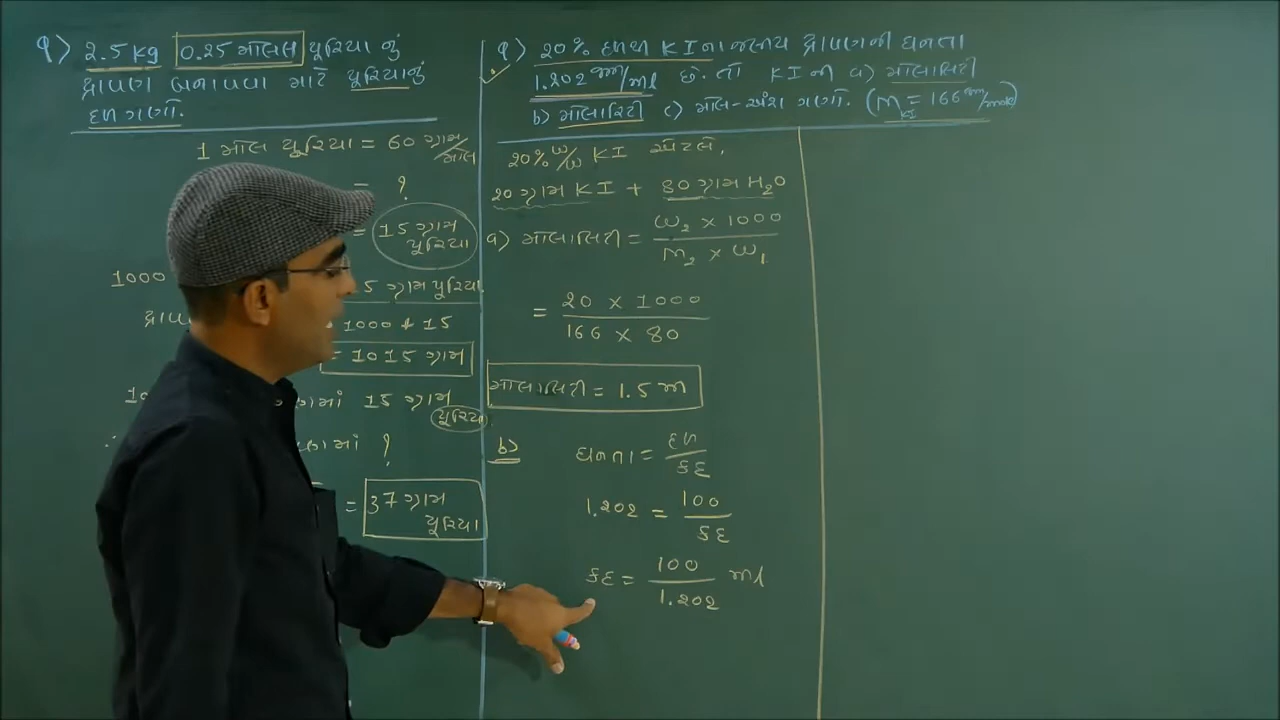 Q) 2.5 kg 0.25 મોલલ યૂરિયા નું
દ્રાવણ બનાવવા માટે યૂરિયાનું
દળ ગણો.
1 મોલ યૂરિયા = 60 ગ્રામ/મોલ
= ?
= 15 ગ્રામ
યૂરિયા
1000
5 ગ્રામ યૂરિયા
1000 + 15
= 1015 ગ્રામ
માં 15 ગ્રામ
યૂરિયા
માં ?
= 37 ગ્રામ
યૂરિયા
Q) 20% દળથી KI ના જલીય દ્રાવણની ઘનતા
1.202 gm/ml છે. તો KI ની a) મોલાલિટી
b) મોલારિટી c) મોલ-અંશ ગણો. (M KI = 166 gm/mole)
20% w/w KI એટલે,
20 ગ્રામ KI + 80 ગ્રામ H2O
a) મોલાલિટી = W2 x 1000 / M2 x W1
= 20 x 1000 / 166 x 80
મોલાલિટી = 1.5 m
b) ઘનતા = દળ / કદ
1.202 = 100 / કદ
કદ = 100 / 1.202 ml